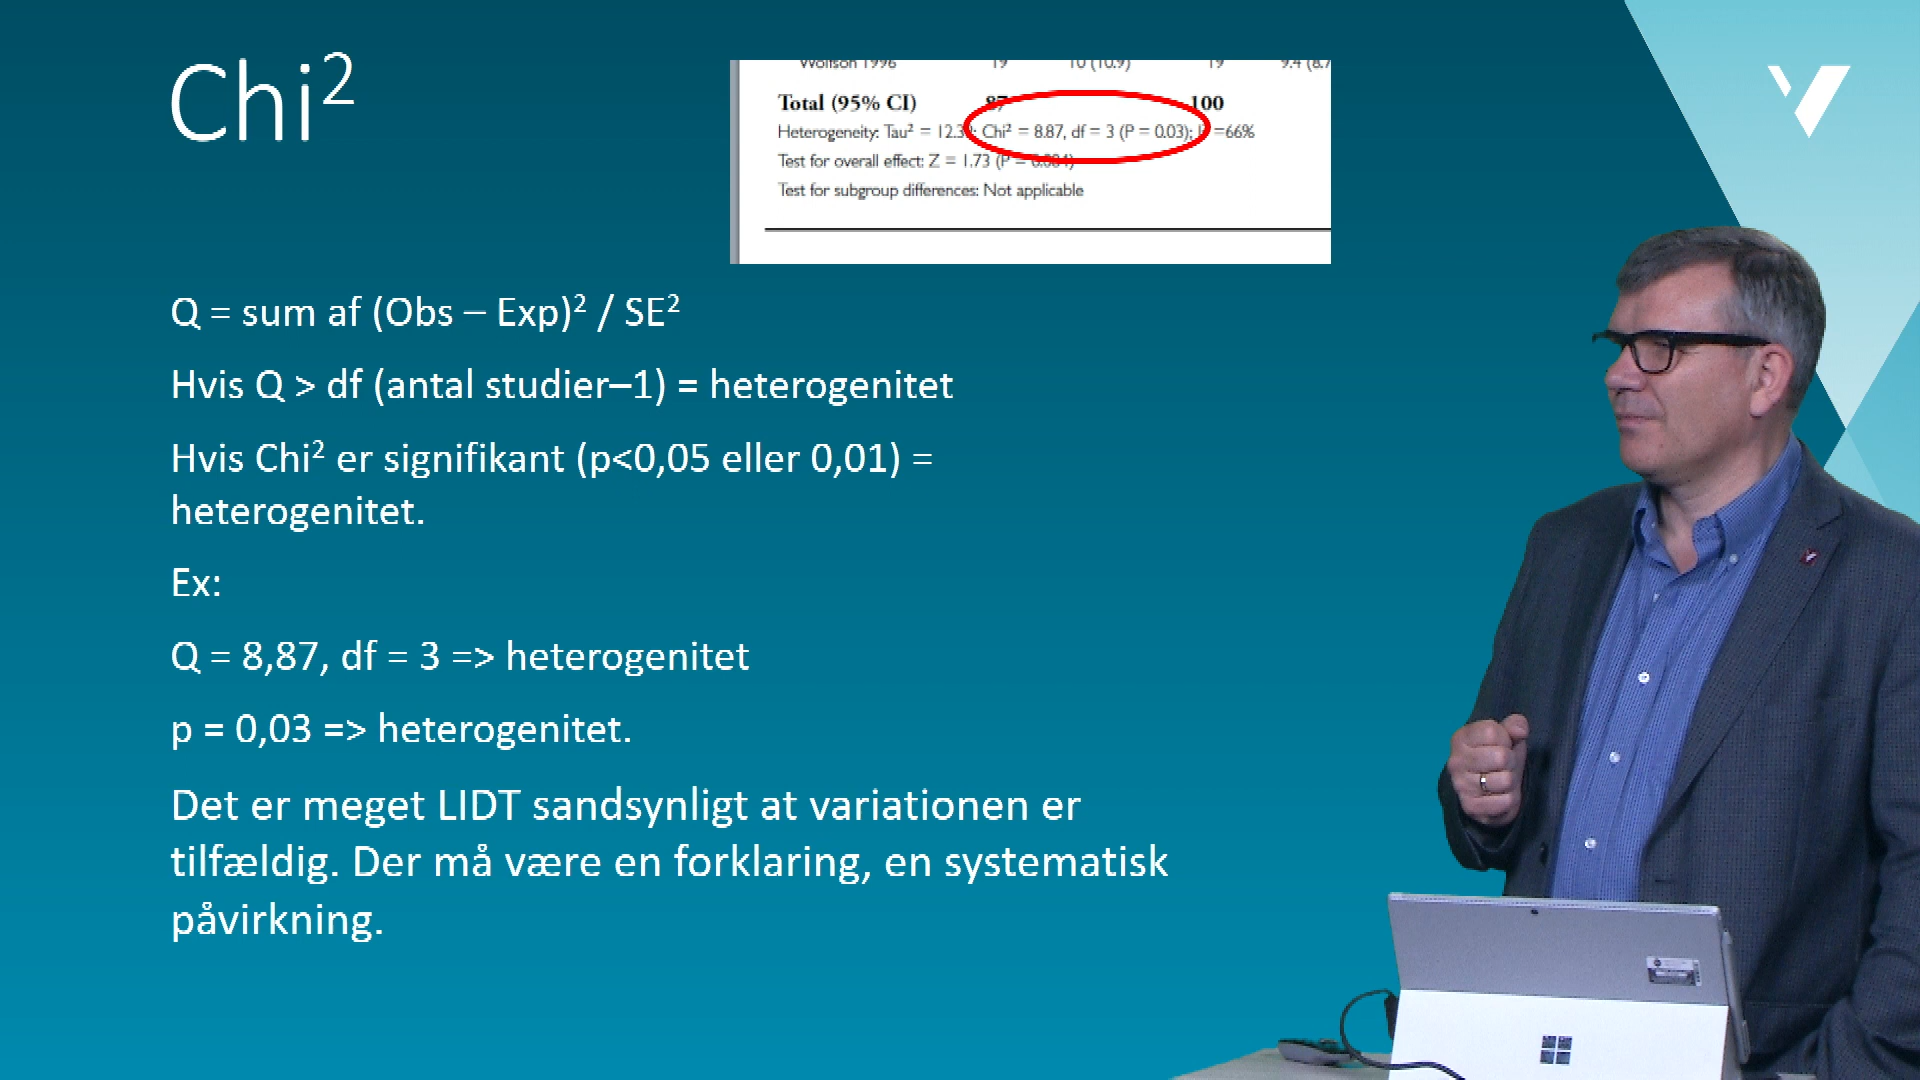 Chi²
Wolfson 1996 19 10 (10.9) 19 9.4 (8.7
Total (95% CI) 87 100
Heterogeneity: Tau² = 12.3 ; Chi² = 8.87, df = 3 (P = 0.03); I² =66%
Test for overall effect: Z = 1.73 (P = 0.084)
Test for subgroup differences: Not applicable
Q = sum af (Obs – Exp)² / SE²
Hvis Q > df (antal studier–1) = heterogenitet
Hvis Chi² er signifikant (p<0,05 eller 0,01) =
heterogenitet.
Ex:
Q = 8,87, df = 3 => heterogenitet
p = 0,03 => heterogenitet.
Det er meget LIDT sandsynligt at variationen er
tilfældig. Der må være en forklaring, en systematisk
påvirkning.